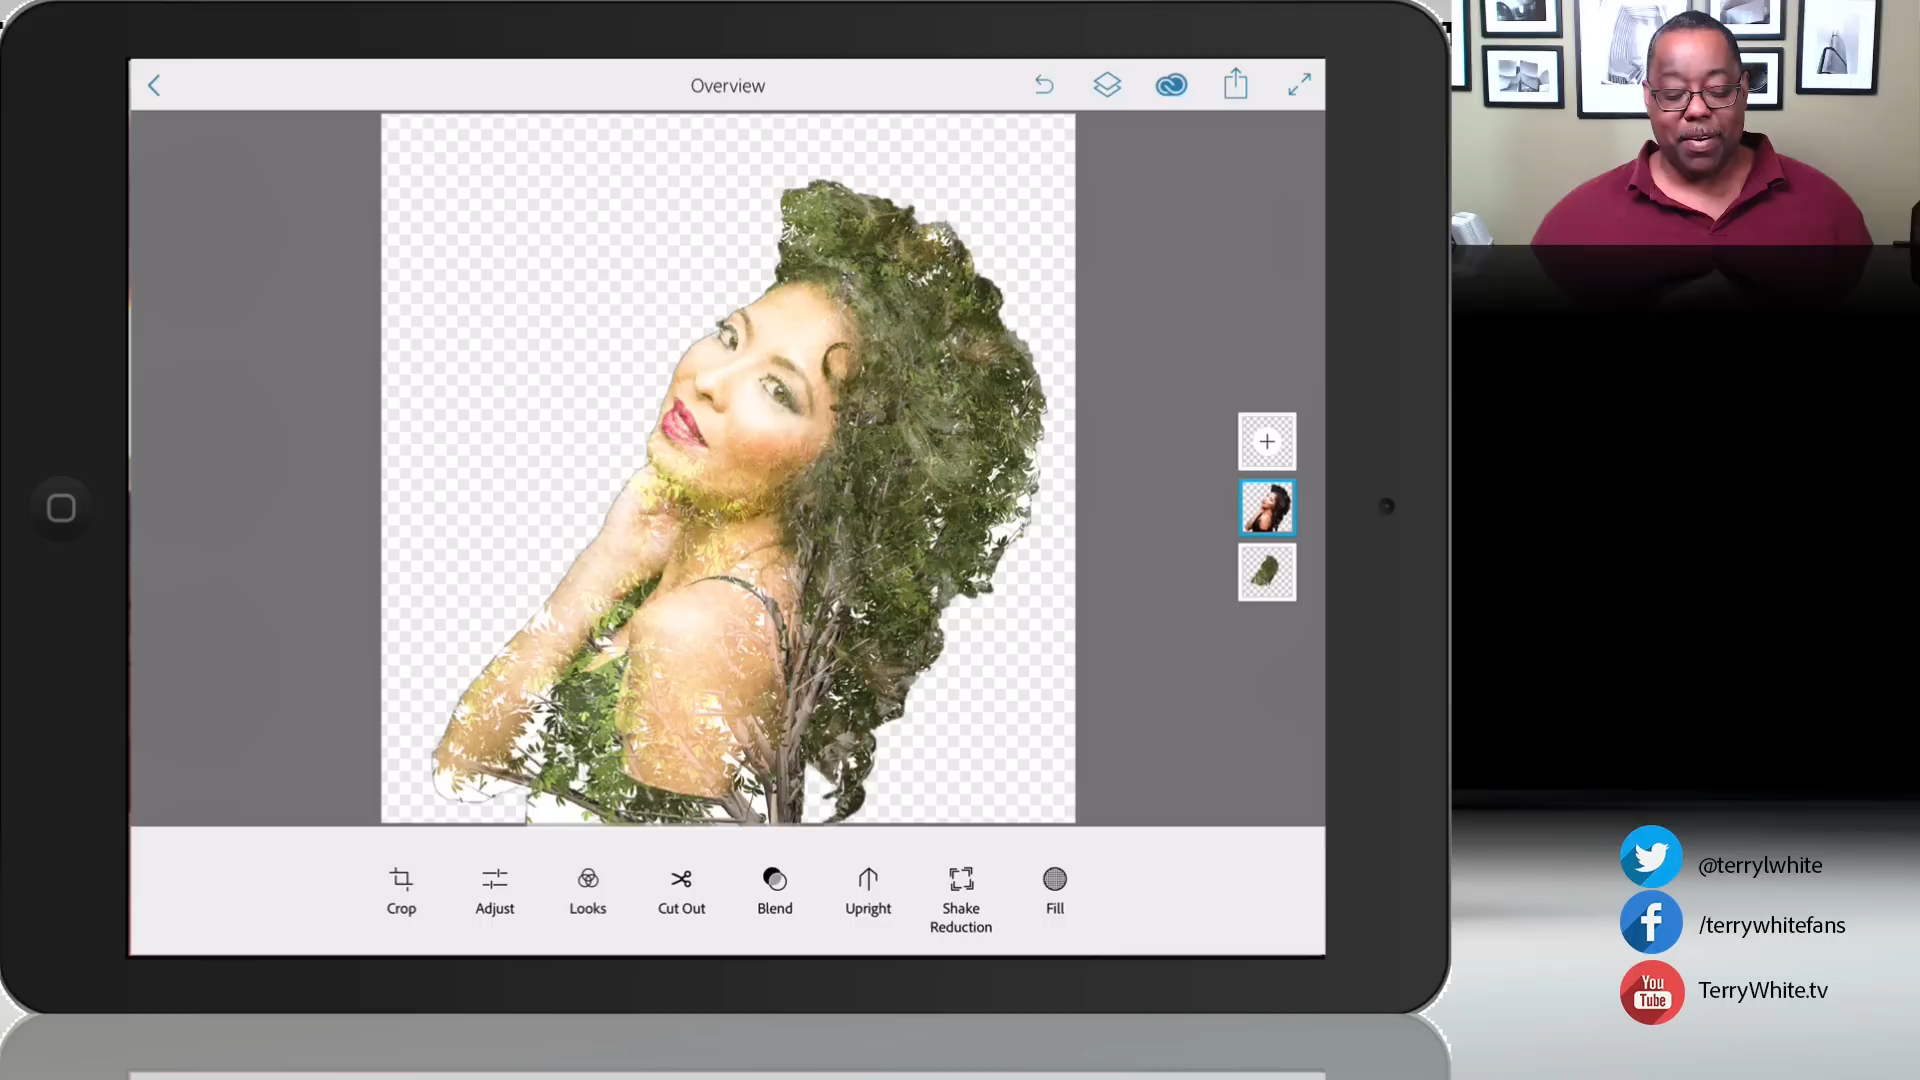 Overview
Crop
Adjust
Looks
Cut Out
Blend
Upright
Shake
Reduction
Fill
@terrylwhite
/terrywhitefans
You
Tube
TerryWhite.tv